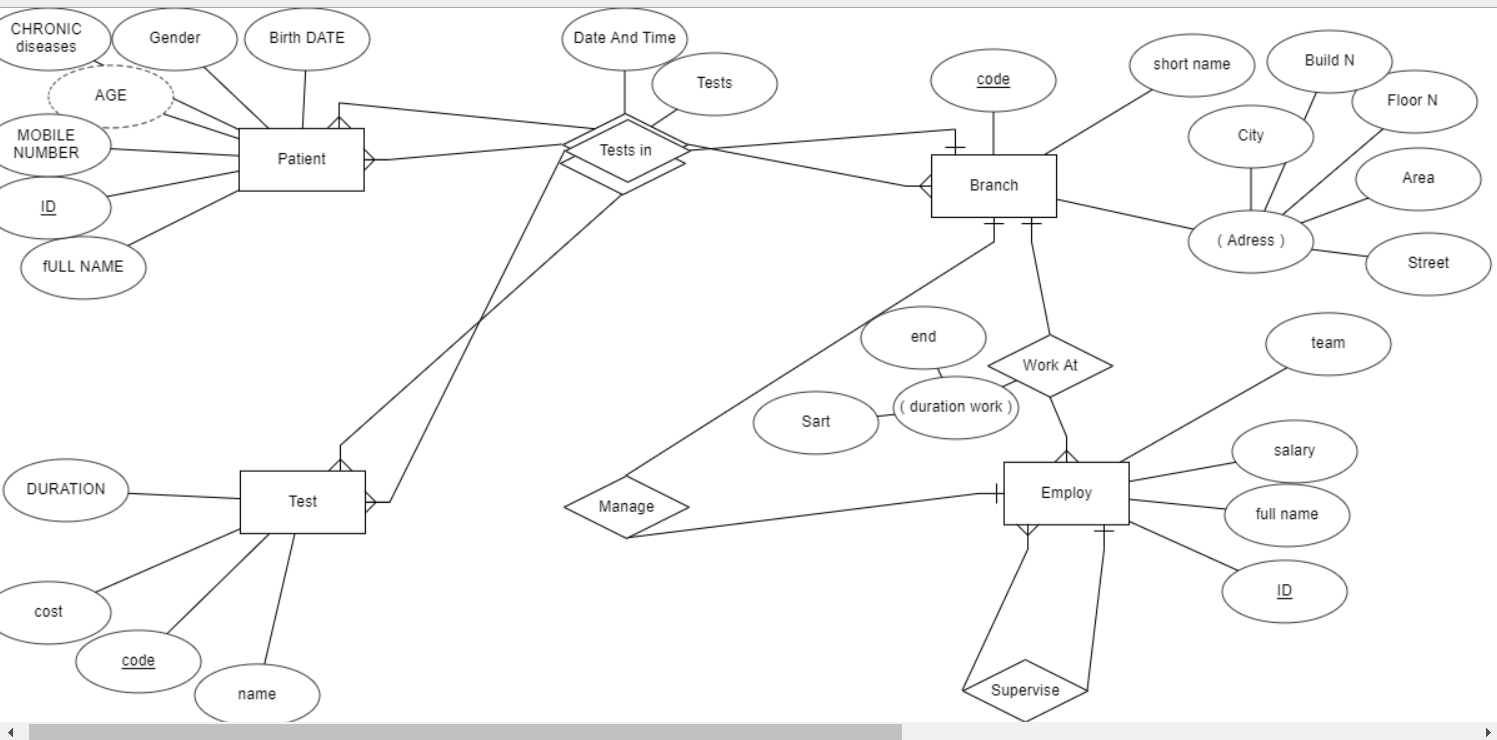 CHRONIC
diseases
Gender
Birth DATE
Date And Time
Tests
code
short name
Build N
Floor N
AGE
City
MOBILE
NUMBER
Patient
Tests in
Branch
Area
ID
( Adress )
Street
fULL NAME
end
Work At
team
( duration work )
Sart
salary
DURATION
Test
Manage
Employ
full name
ID
cost
code
name
Supervise